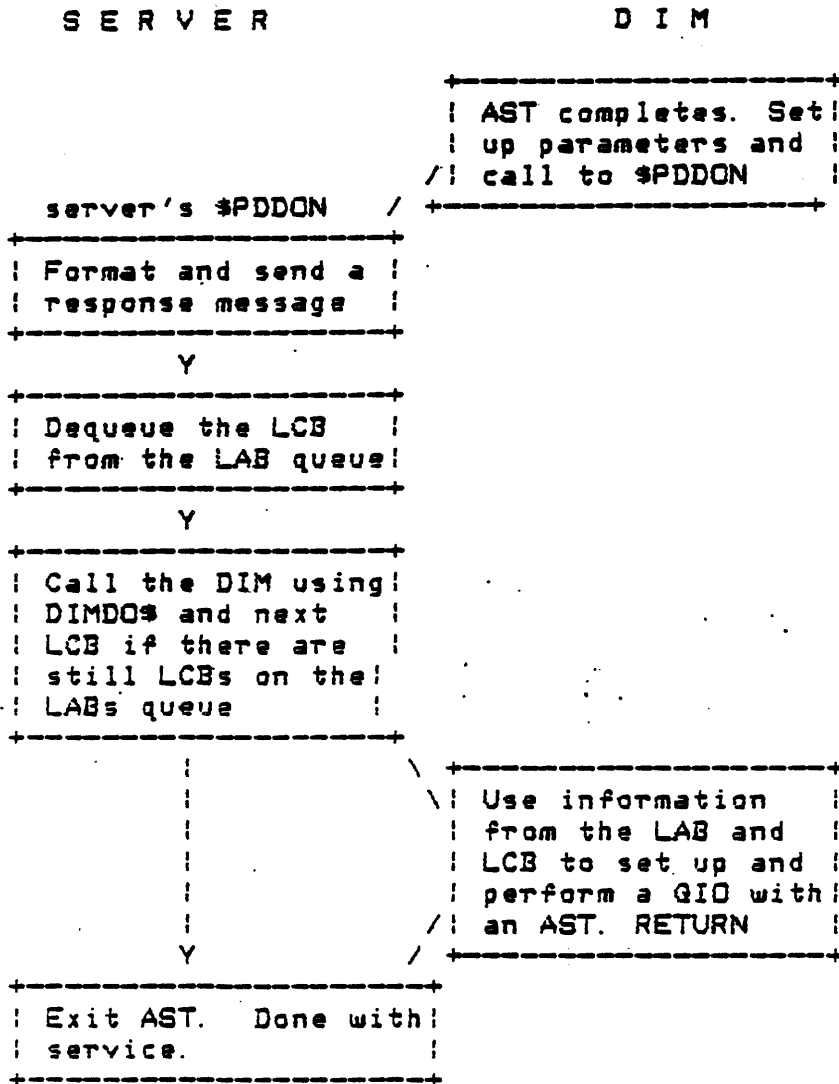 S E R V E R
D I M
AST completes. Set
up parameters and
call to $PDDON
server's $PDDON
Format and send a
response message
Y
Dequeue the LCB
from the LAB queue
Y
Call the DIM using
DIMDO$ and next
LCB if there are
still LCBs on the
LABs queue
Use information
from the LAB and
LCB to set up and
perform a QIO with
an AST. RETURN
Y
Exit AST. Done with
service.